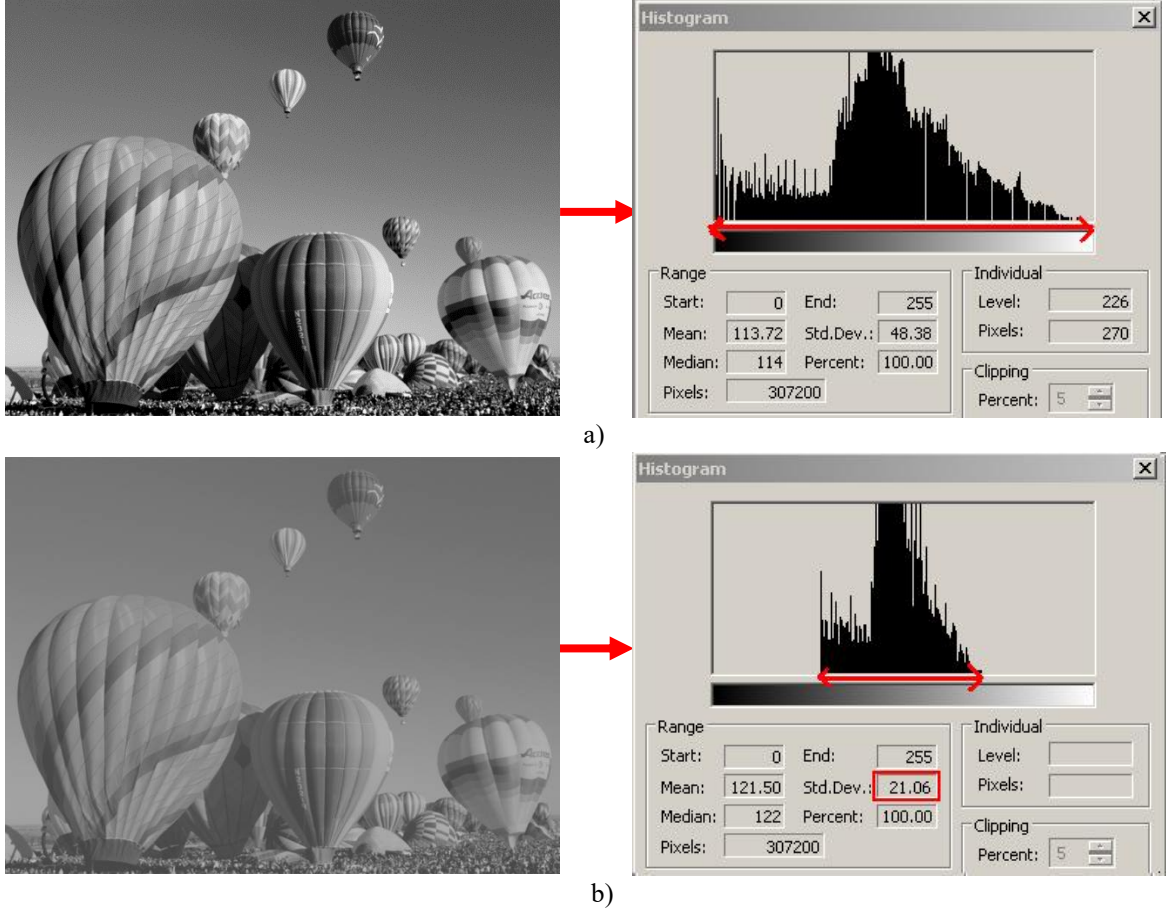 Histogram
Range
Start: 0 End: 255
Mean: 113.72 Std.Dev.: 48.38
Median: 114 Percent: 100.00
Pixels: 307200
Individual
Level: 226
Pixels: 270
Clipping
Percent: 5
a)
Histogram
Range
Start: 0 End: 255
Mean: 121.50 Std.Dev.: 21.06
Median: 122 Percent: 100.00
Pixels: 307200
Individual
Level:
Pixels:
Clipping
Percent: 5
b)